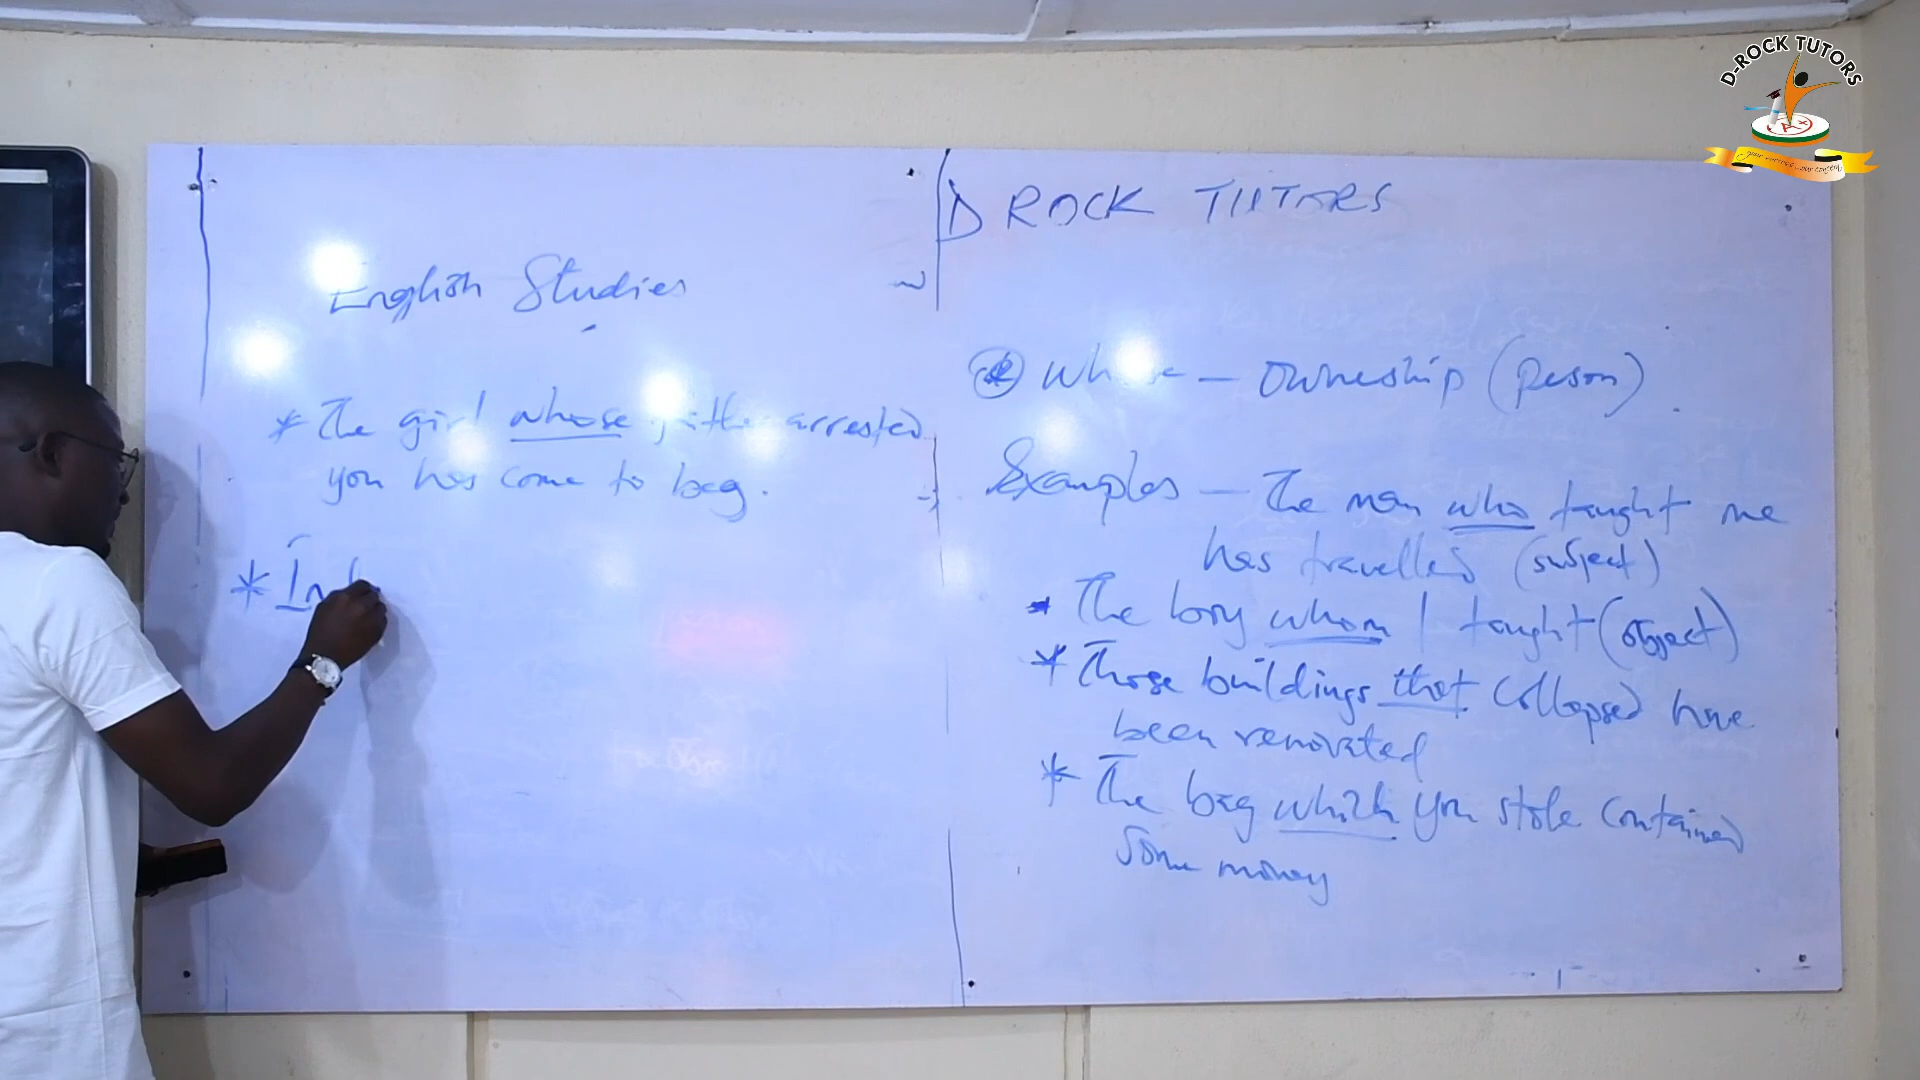 D-ROCK TUTORS
A+
D ROCK TUTORS
English Studies
* The girl whose father arrested
you has come to beg.
* Int
* Whose - Ownership (person)
Examples - The man who taught me
has travelled (subject)
The boy whom I taught (object)
* Those buildings that collapsed have
been renovated
* The bag which you stole contained
Some money